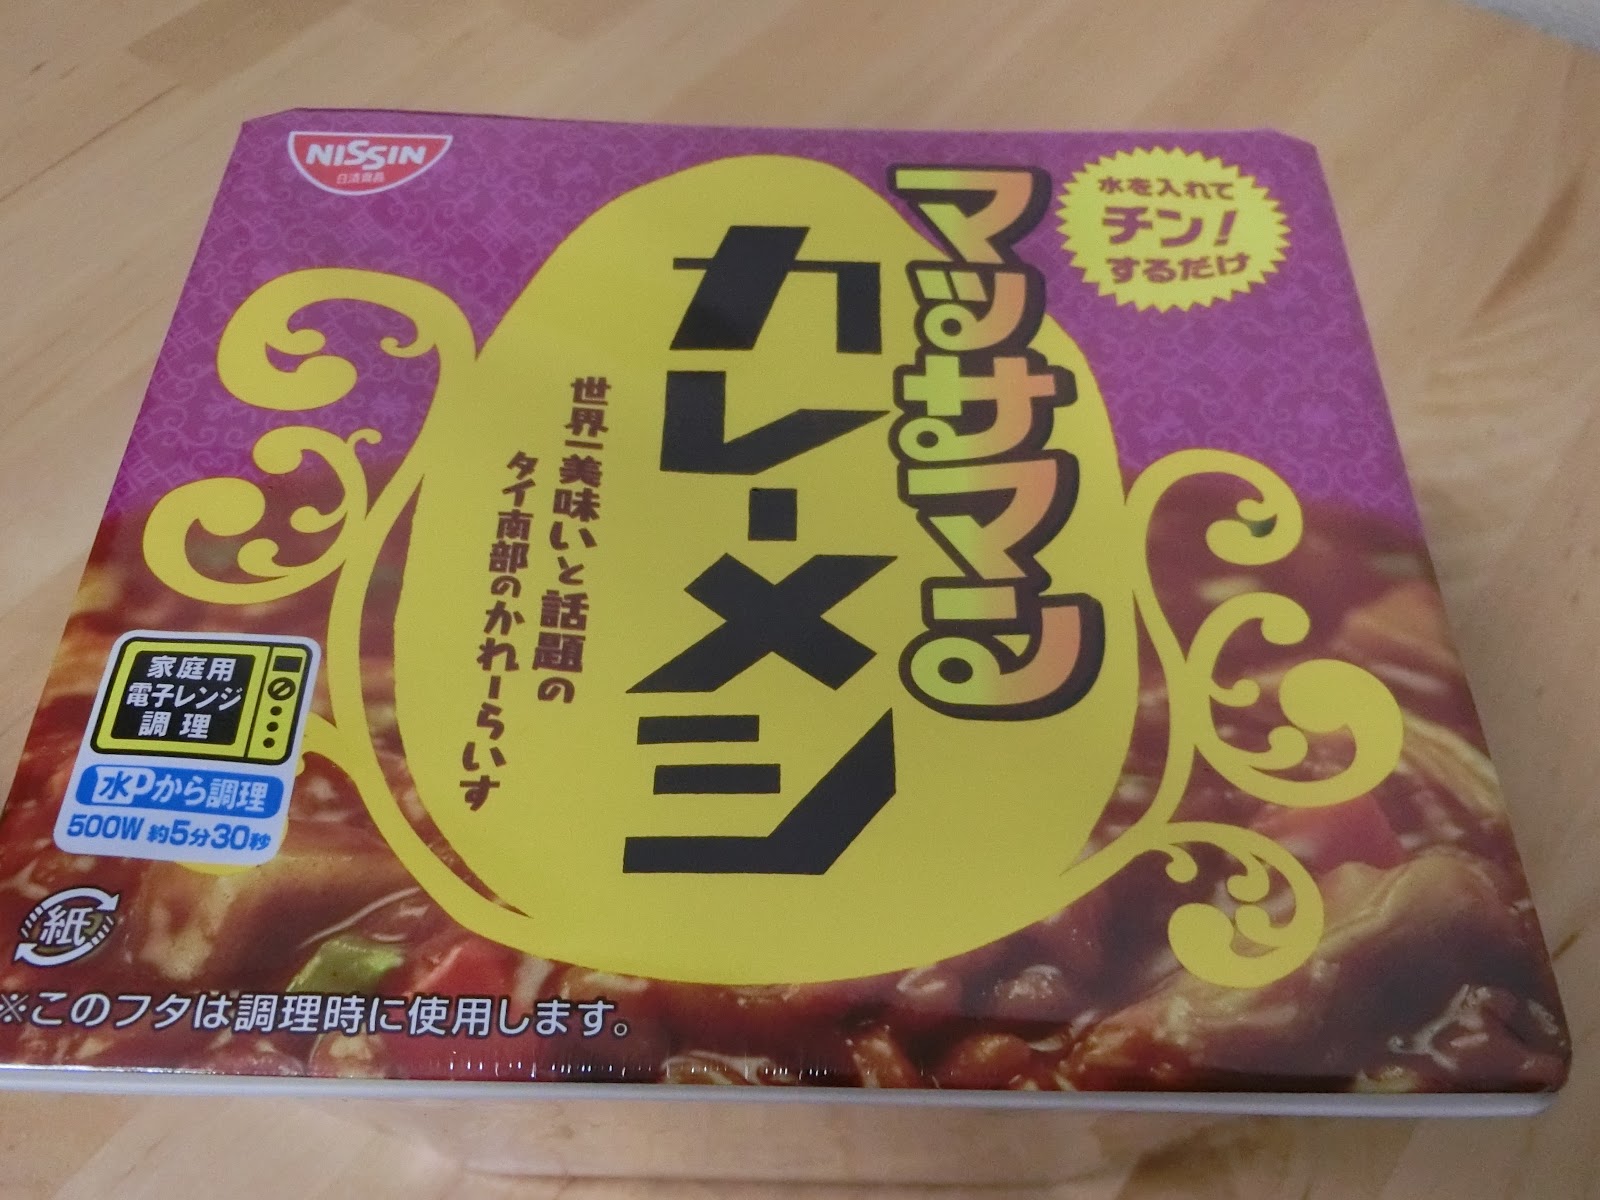 NISSIN
日清食品
水を入れて
チン!
するだけ
マッサマン
カレー・メシ
世界一美味いと話題の
タイ南部のかれーらいす
家庭用
電子レンジ
調理
水から調理
500W 約5分30秒
紙
※このフタは調理時に使用します。